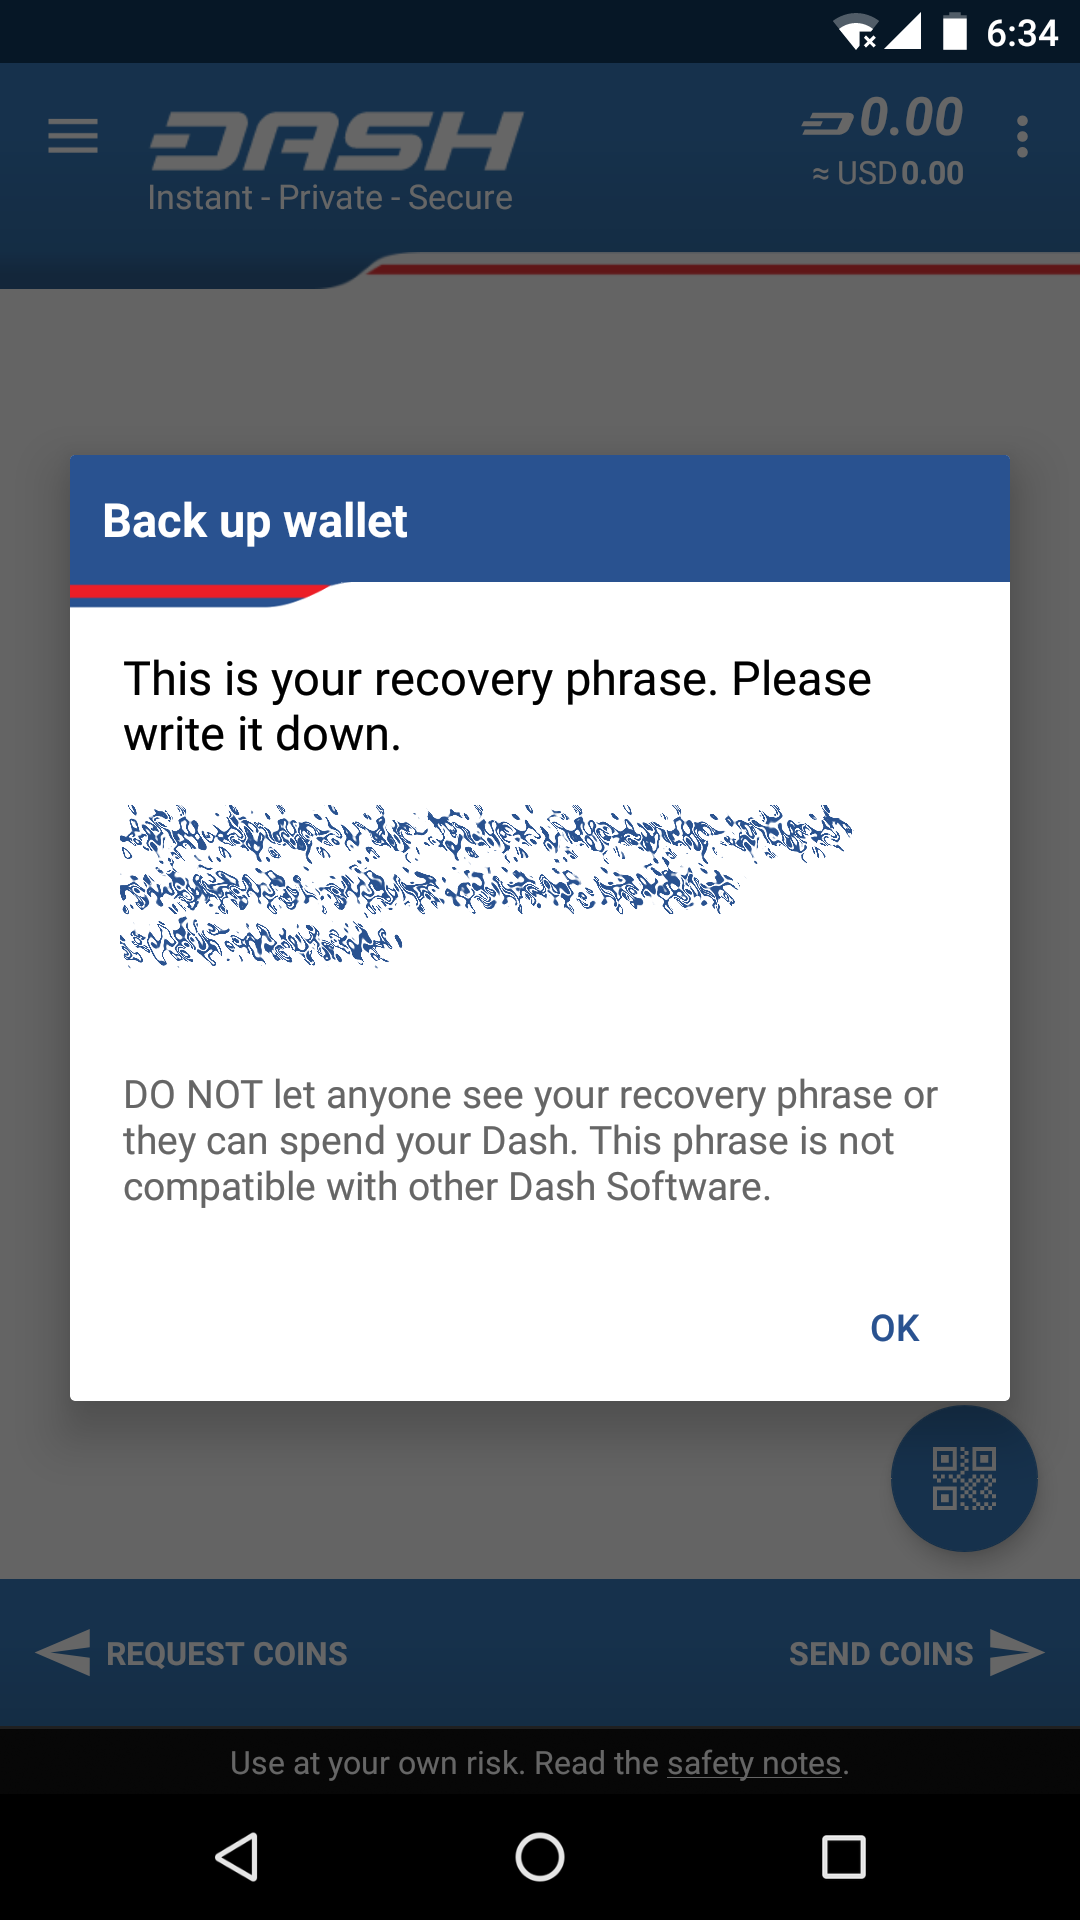 6:34
DASH
Instant - Private - Secure
0.00
≈ USD 0.00
Back up wallet
This is your recovery phrase. Please
write it down.
DO NOT let anyone see your recovery phrase or
they can spend your Dash. This phrase is not
compatible with other Dash Software.
OK
REQUEST COINS
SEND COINS
Use at your own risk. Read the safety notes.